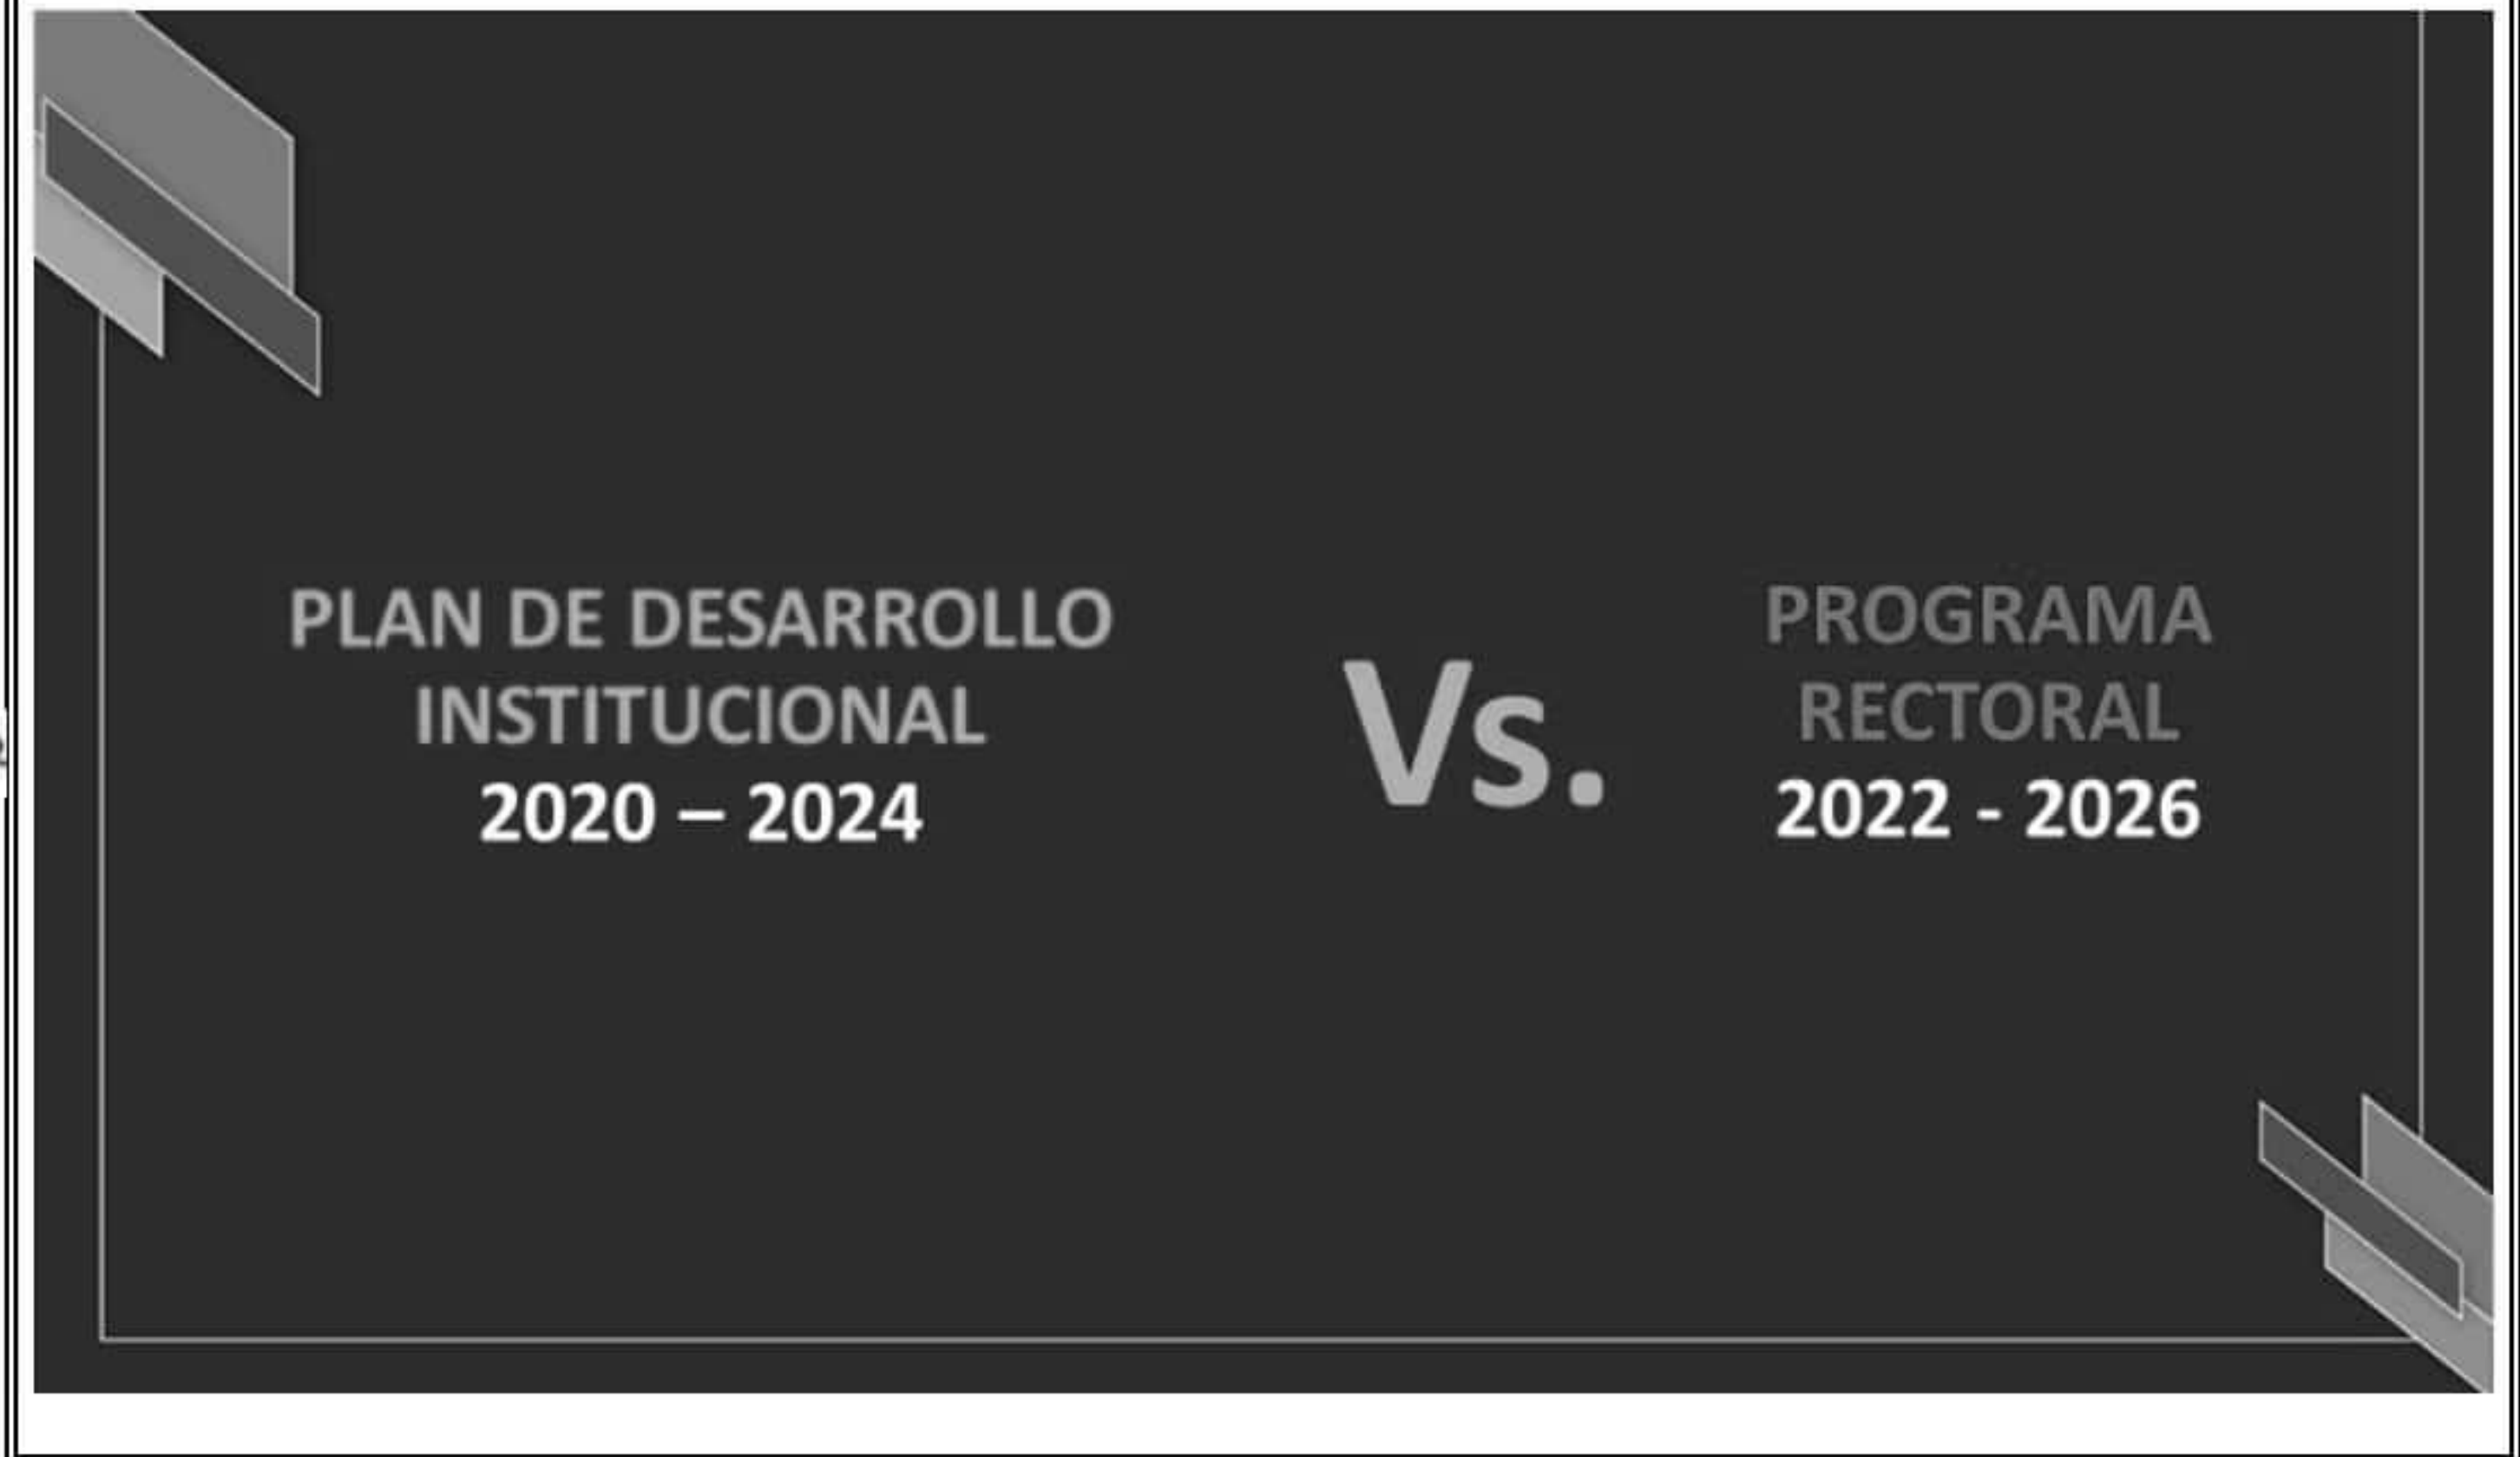 PLAN DE DESARROLLO
INSTITUCIONAL
2020 – 2024
Vs.
PROGRAMA
RECTORAL
2022 - 2026